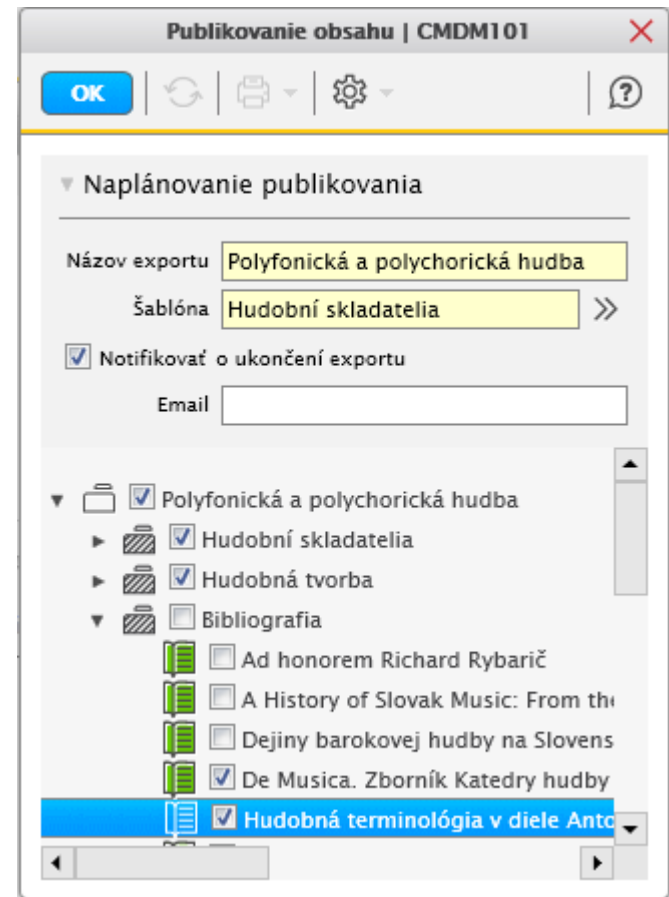 Publikovanie obsahu | CMDM101
OK
Naplánovanie publikovania
Názov exportu Polyfonická a polychorická hudba
Šablóna Hudobní skladatelia
Notifikovať o ukončení exportu
Email
Polyfonická a polychorická hudba
Hudobní skladatelia
Hudobná tvorba
Bibliografia
Ad honorem Richard Rybarič
A History of Slovak Music: From the
Dejiny barokovej hudby na Slovens
De Musica. Zborník Katedry hudby
Hudobná terminológia v diele Anto